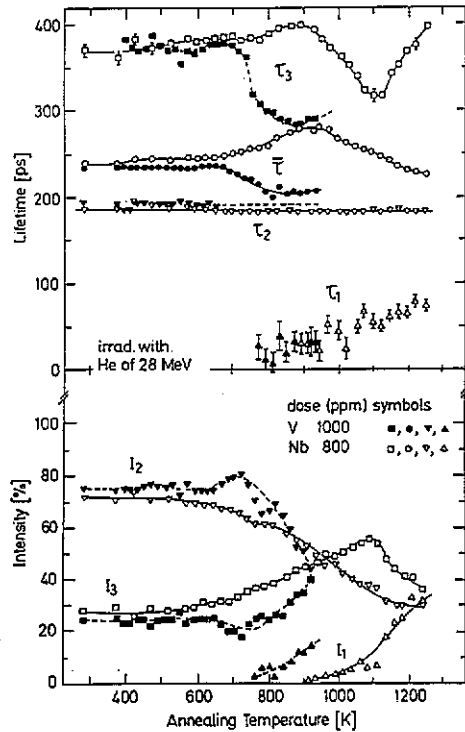 400
300
200
100
0
Lifetime [ps]
τ3
τ̅
τ2
τ1
irrad. with.
He of 28 MeV
dose (ppm) symbols
V 1000 ■,●,▼,▲
Nb 800 □,○,▽,△
100
80
60
40
20
0
Intensity [%]
I2
I3
I1
400 600 800 1000 1200
Annealing Temperature [K]